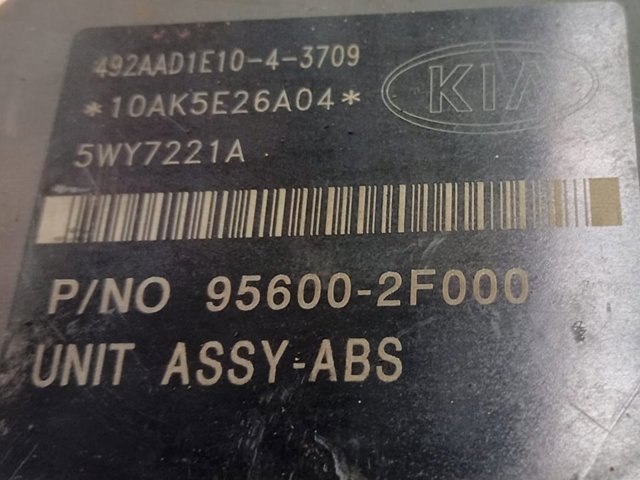 492AAD1E10-4-3709
KIA
*10AK5E26A04*
5WY7221A
P/NO 95600-2F000
UNIT ASSY-ABS